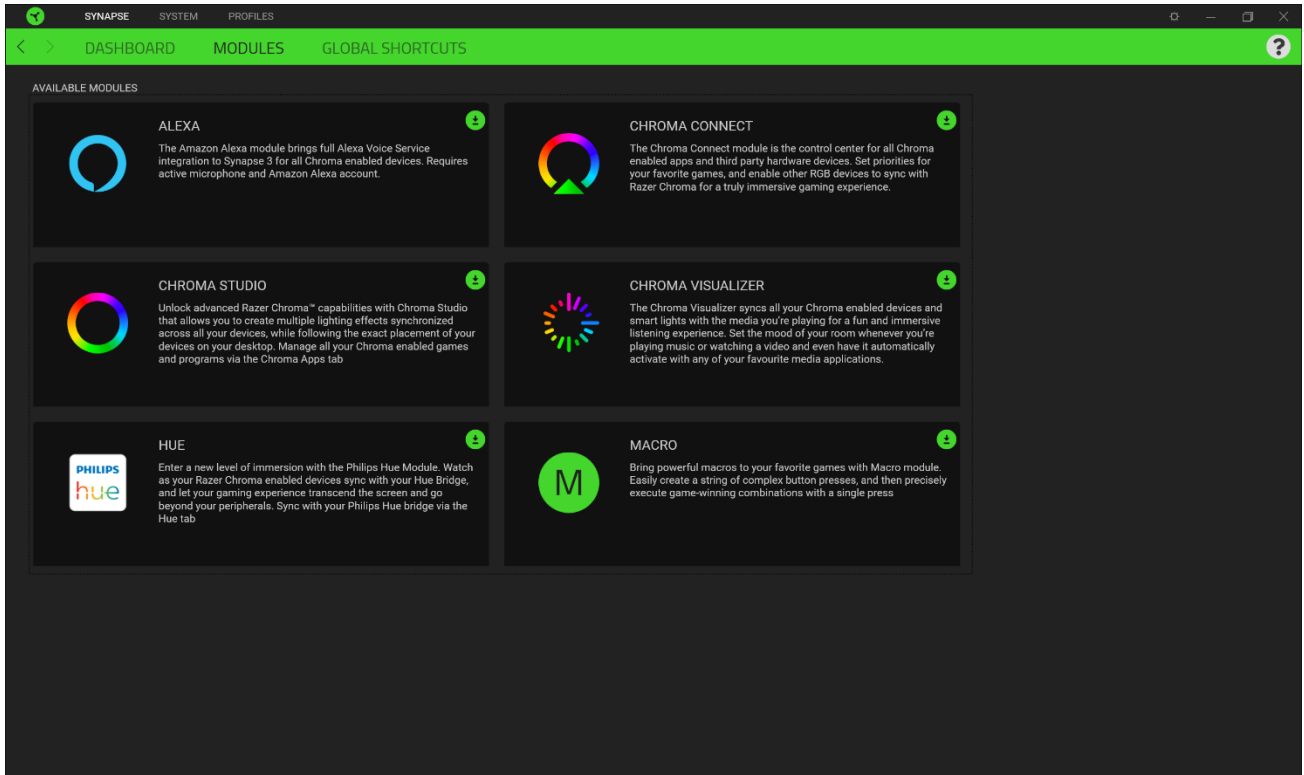 SYNAPSE SYSTEM PROFILES
DASHBOARD MODULES GLOBAL SHORTCUTS
?
AVAILABLE MODULES
ALEXA
The Amazon Alexa module brings full Alexa Voice Service
integration to Synapse 3 for all Chroma enabled devices. Requires
active microphone and Amazon Alexa account.
CHROMA CONNECT
The Chroma Connect module is the control center for all Chroma
enabled apps and third party hardware devices. Set priorities for
your favorite games, and enable other RGB devices to sync with
Razer Chroma for a truly immersive gaming experience.
CHROMA STUDIO
Unlock advanced Razer Chroma™ capabilities with Chroma Studio
that allows you to create multiple lighting effects synchronized
across all your devices, while following the exact placement of your
devices on your desktop. Manage all your Chroma enabled games
and programs via the Chroma Apps tab
CHROMA VISUALIZER
The Chroma Visualizer syncs all your Chroma enabled devices and
smart lights with the media you're playing for a fun and immersive
listening experience. Set the mood of your room whenever you're
playing music or watching a video and even have it automatically
activate with any of your favourite media applications.
PHILIPS
hue
HUE
Enter a new level of immersion with the Philips Hue Module. Watch
as your Razer Chroma enabled devices sync with your Hue Bridge,
and let your gaming experience transcend the screen and go
beyond your peripherals. Sync with your Philips Hue bridge via the
Hue tab
M
MACRO
Bring powerful macros to your favorite games with Macro module.
Easily create a string of complex button presses, and then precisely
execute game-winning combinations with a single press